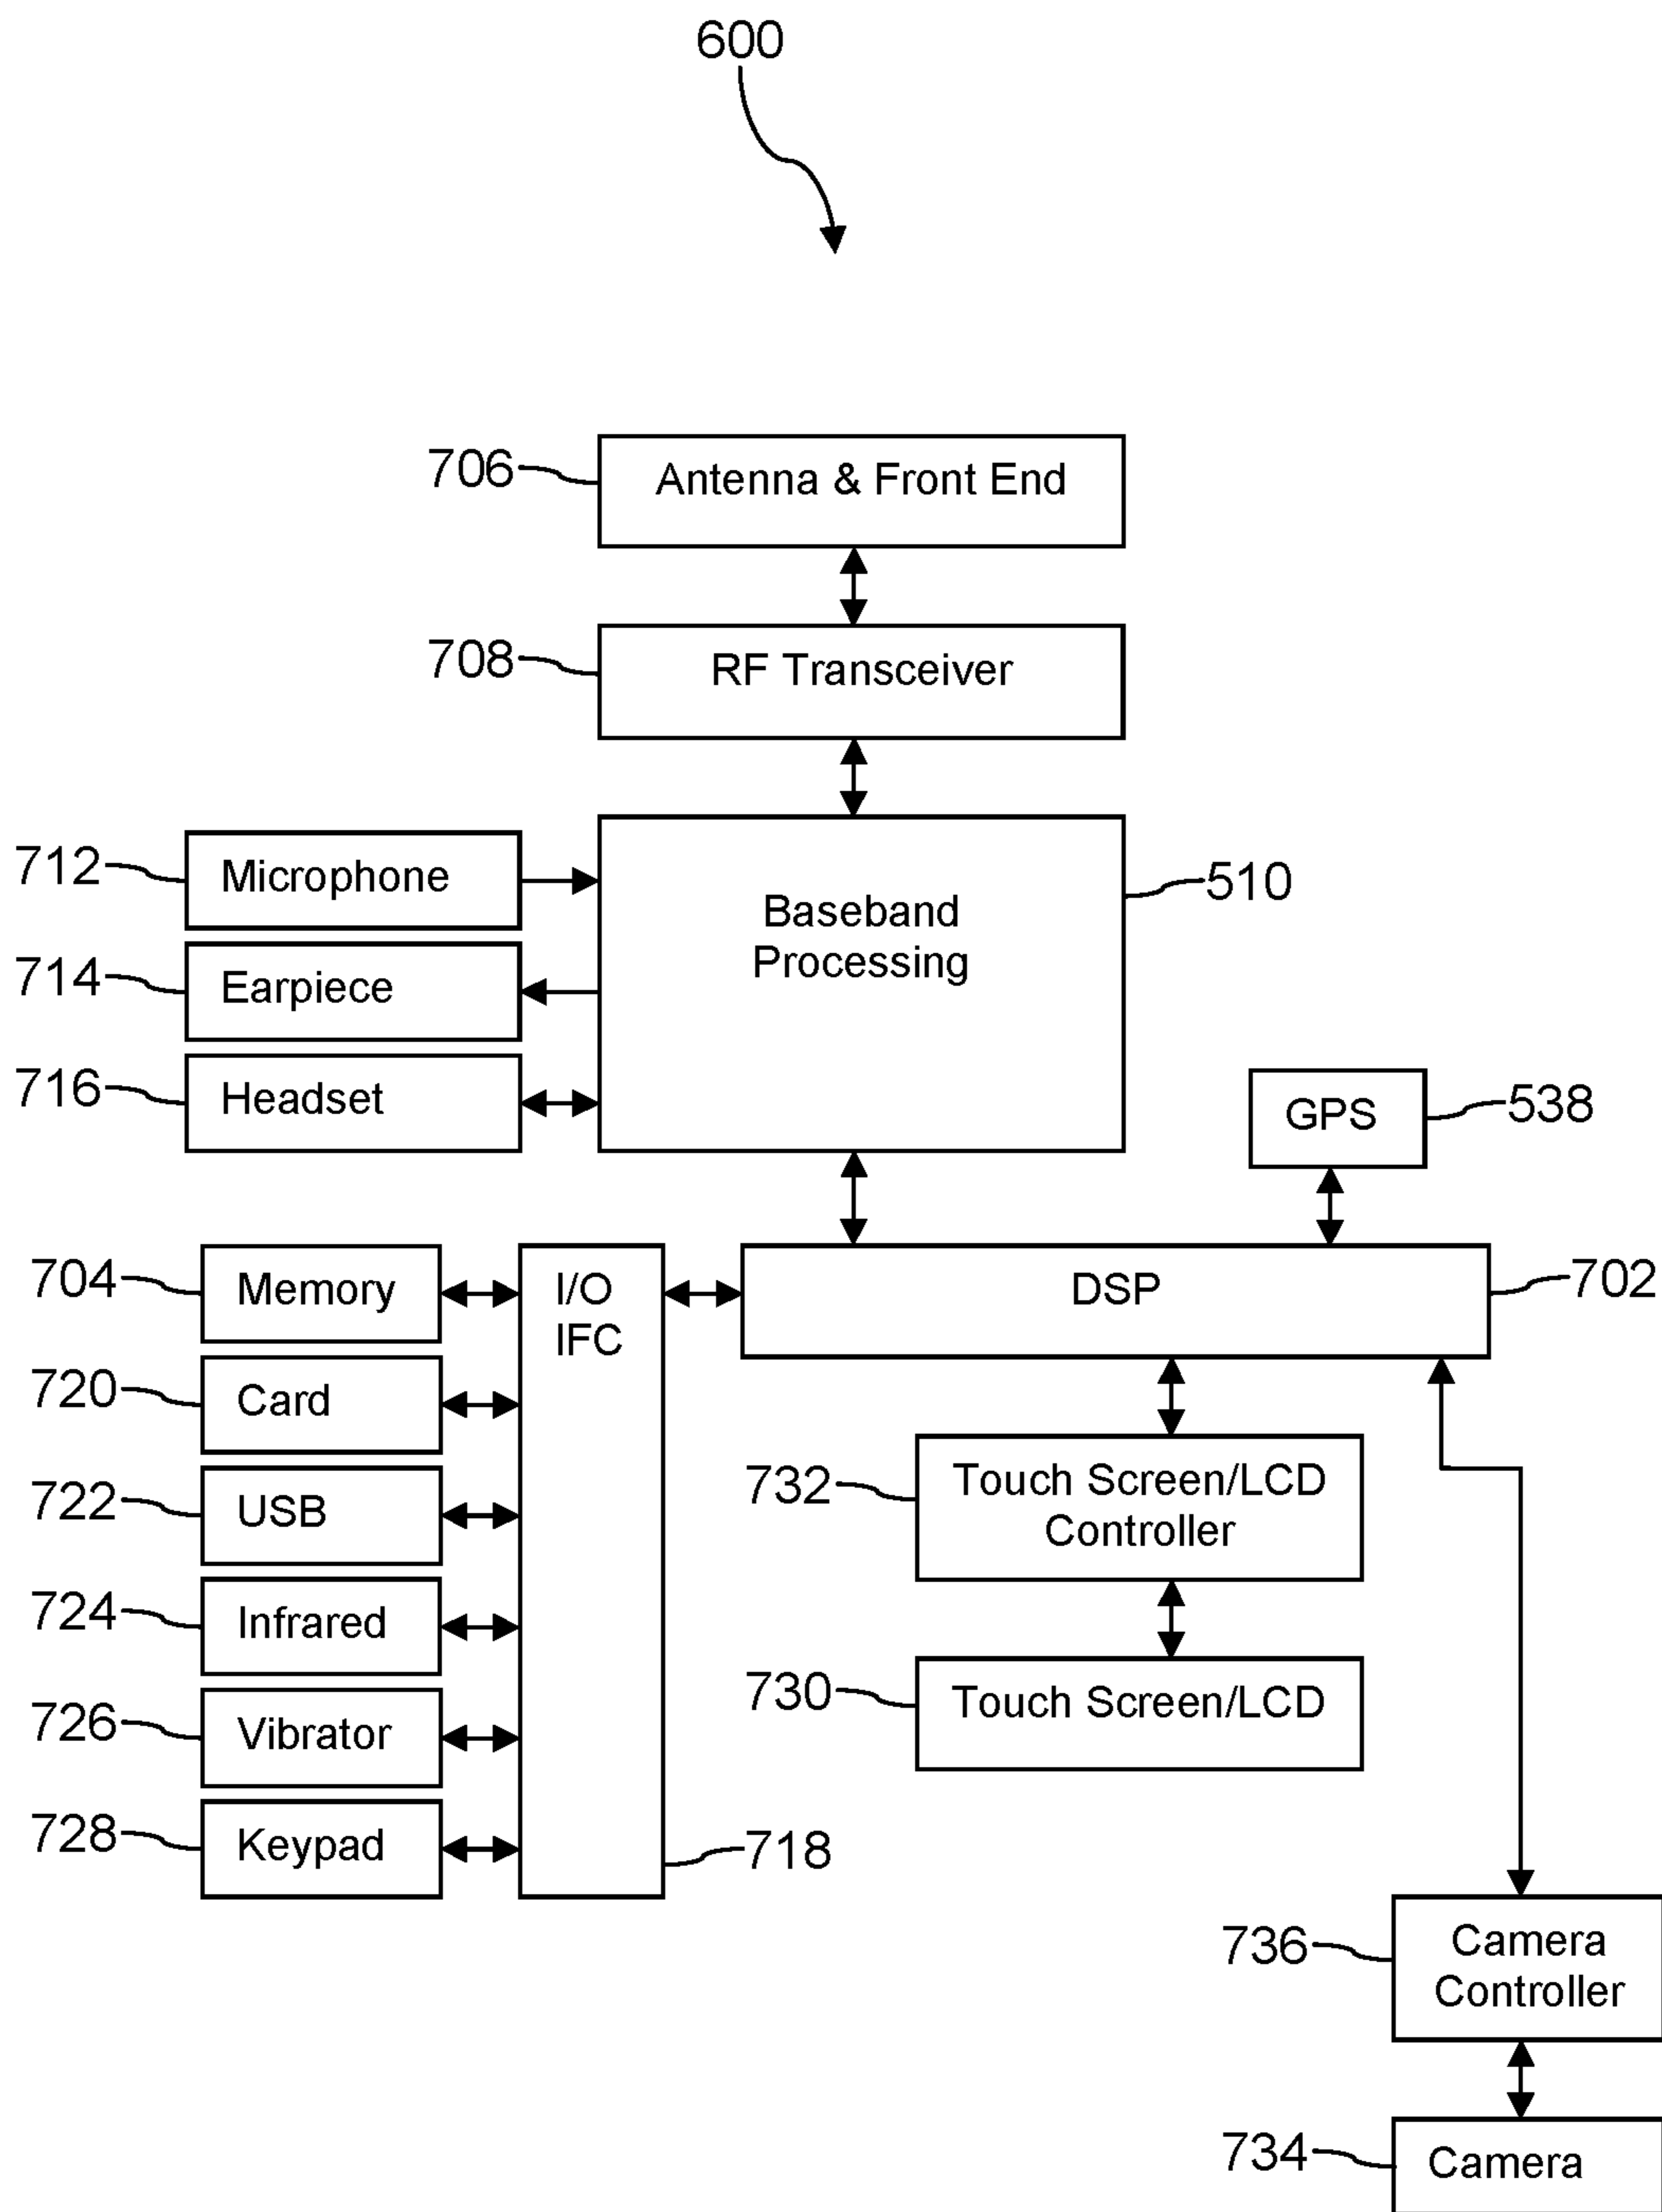 600
706
Antenna & Front End
708
RF Transceiver
712
Microphone
Baseband
Processing
510
714
Earpiece
716
Headset
GPS
538
704
Memory
I/O
IFC
DSP
702
720
Card
722
USB
732
Touch Screen/LCD
Controller
724
Infrared
726
Vibrator
730
Touch Screen/LCD
728
Keypad
718
736
Camera
Controller
734
Camera